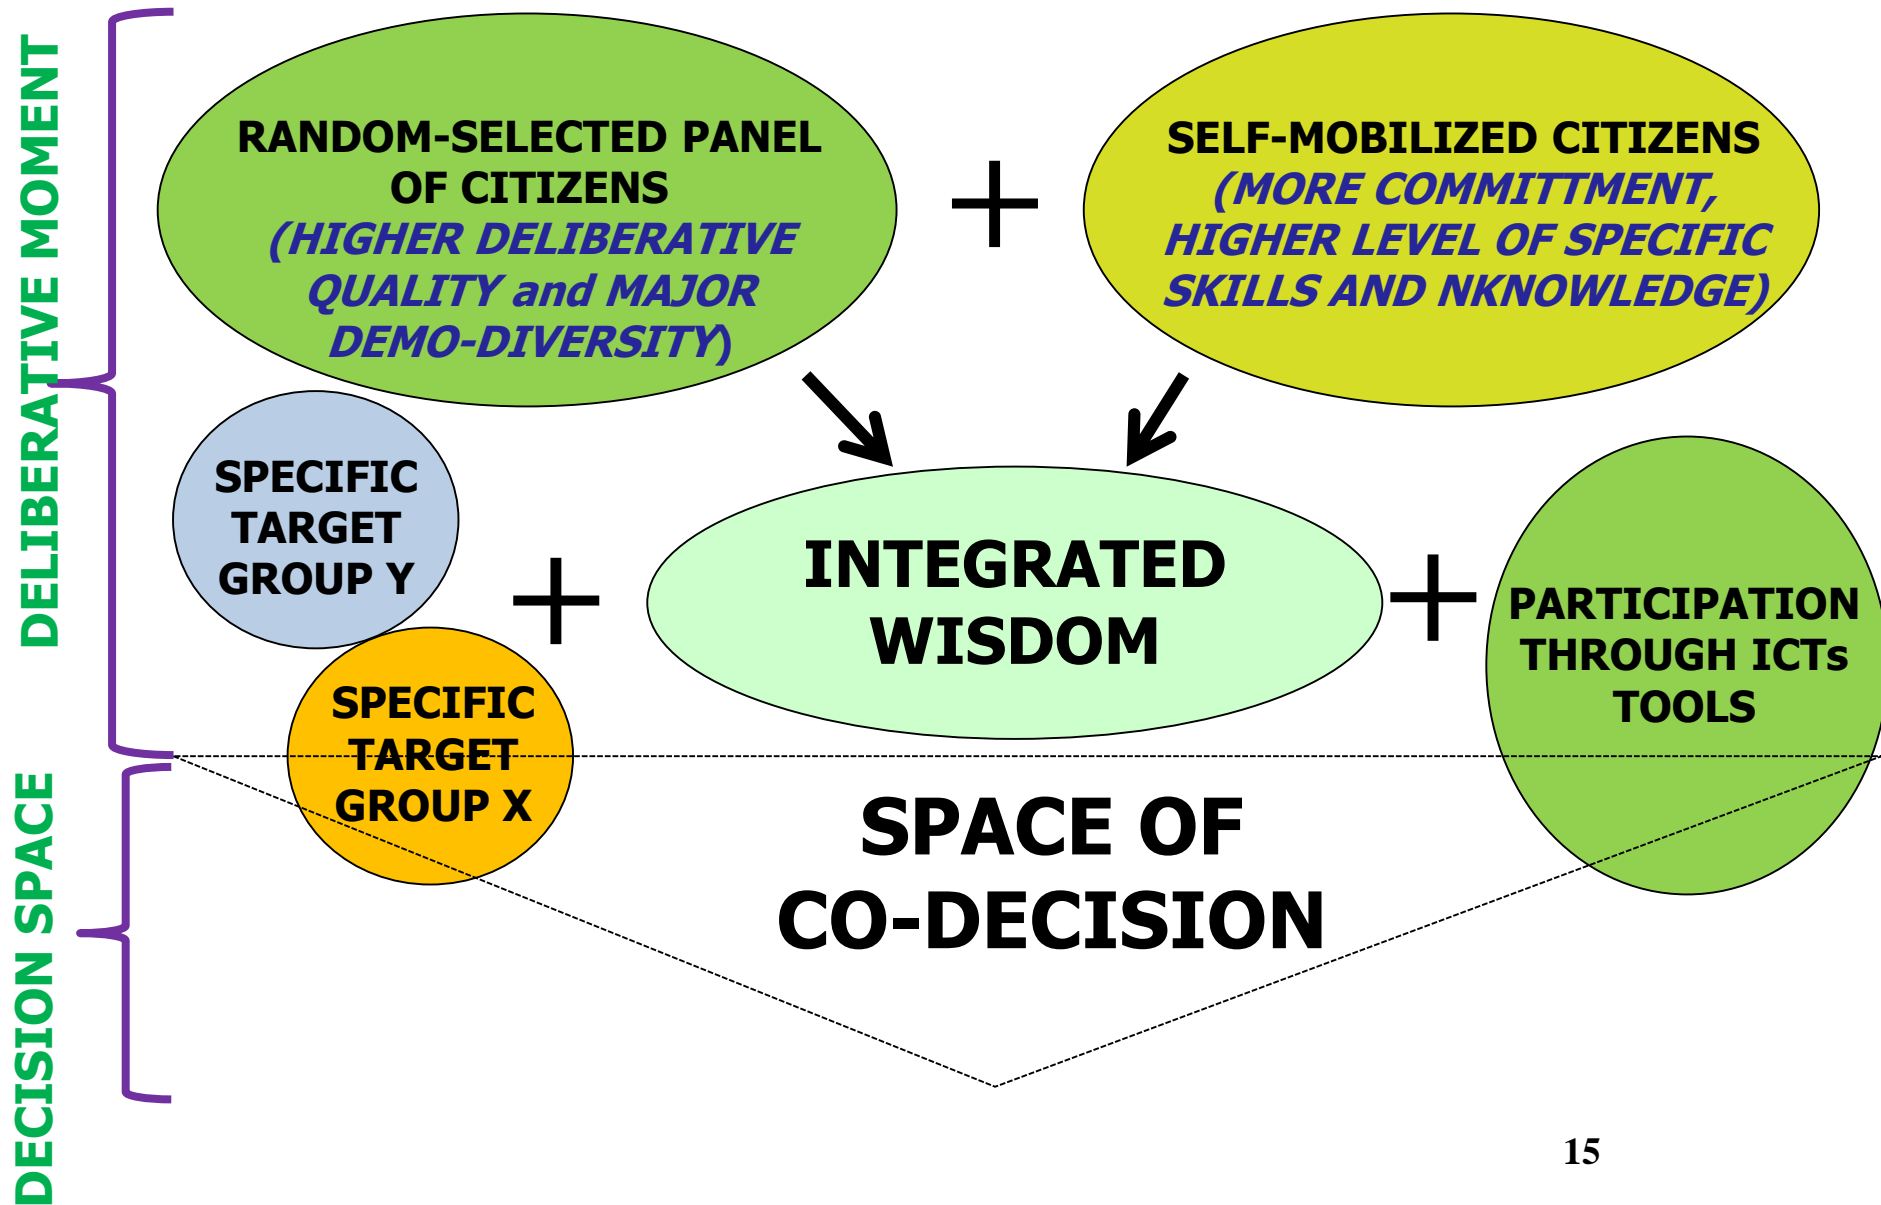 DELIBERATIVE MOMENT
RANDOM-SELECTED PANEL
OF CITIZENS
(HIGHER DELIBERATIVE
QUALITY and MAJOR
DEMO-DIVERSITY)
+
SELF-MOBILIZED CITIZENS
(MORE COMMITTMENT,
HIGHER LEVEL OF SPECIFIC
SKILLS AND NKNOWLEDGE)
SPECIFIC
TARGET
GROUP Y
SPECIFIC
TARGET
GROUP X
+
INTEGRATED
WISDOM
+
PARTICIPATION
THROUGH ICTs
TOOLS
DECISION SPACE
SPACE OF
CO-DECISION
15